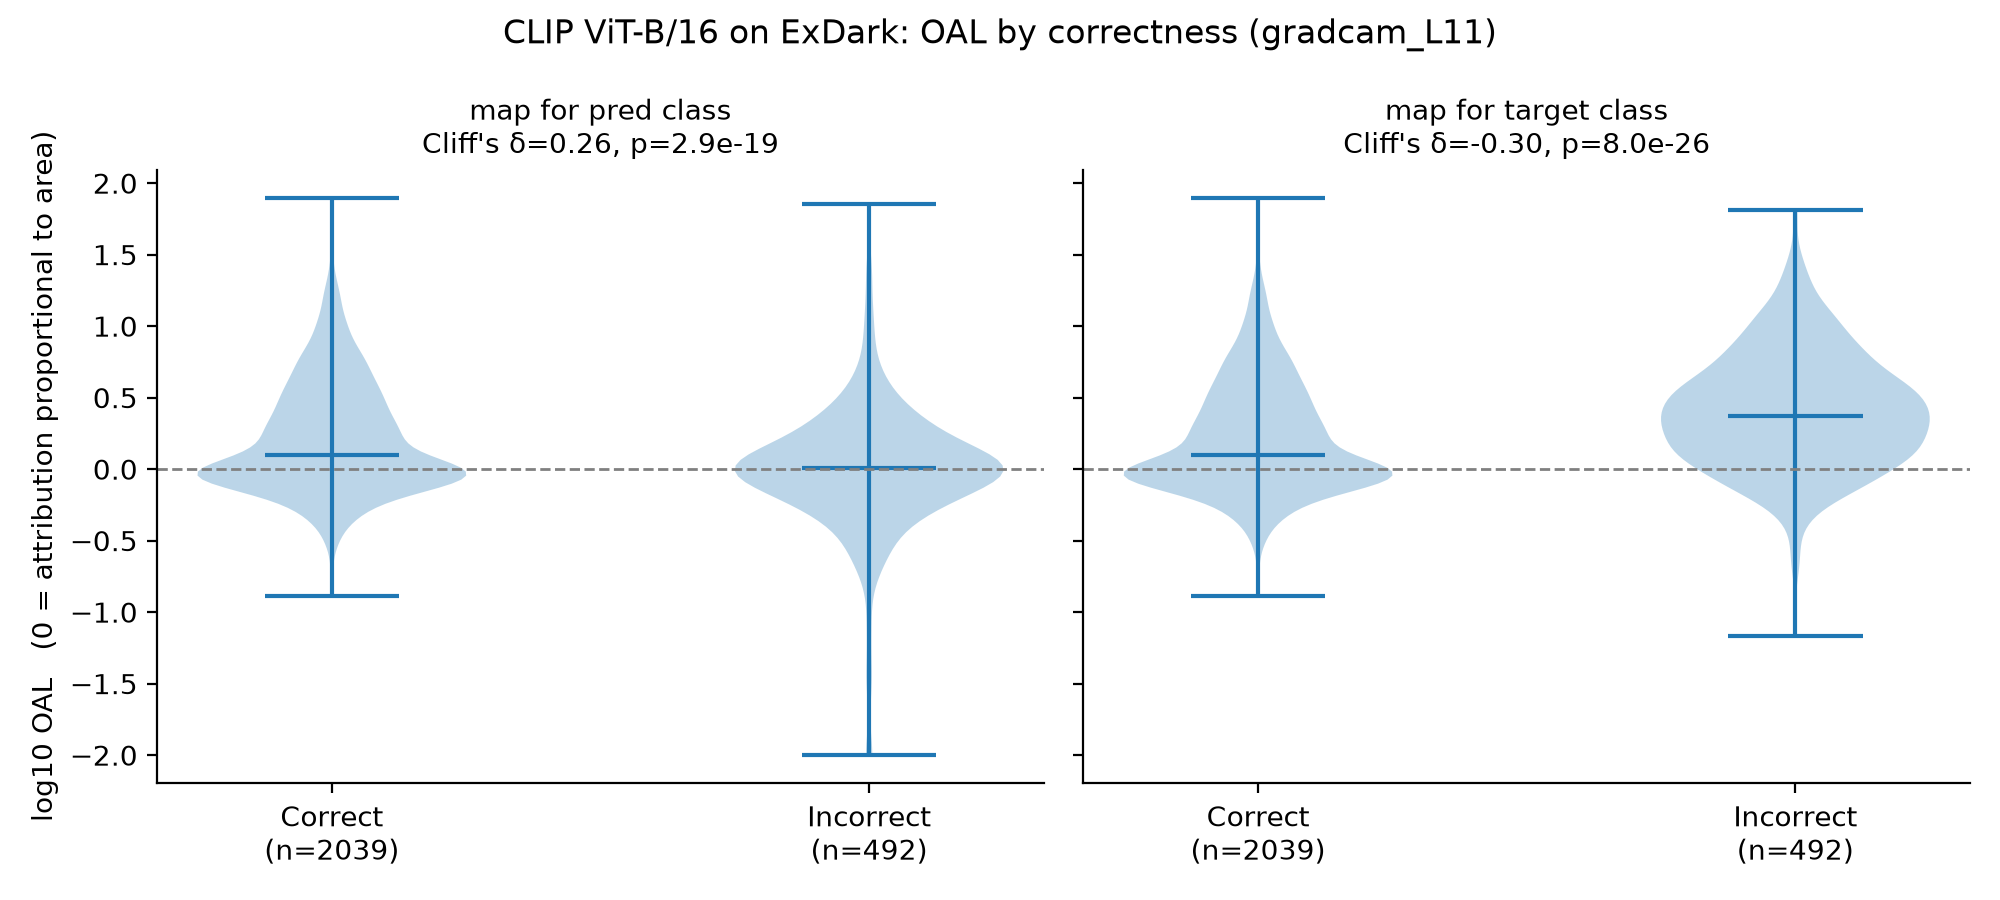 CLIP ViT-B/16 on ExDark: OAL by correctness (gradcam_L11)
map for pred class
Cliff's δ=0.26, p=2.9e-19
map for target class
Cliff's δ=-0.30, p=8.0e-26
log10 OAL   (0 = attribution proportional to area)
2.0
1.5
1.0
0.5
0.0
−0.5
−1.0
−1.5
−2.0
Correct
(n=2039)
Incorrect
(n=492)
Correct
(n=2039)
Incorrect
(n=492)